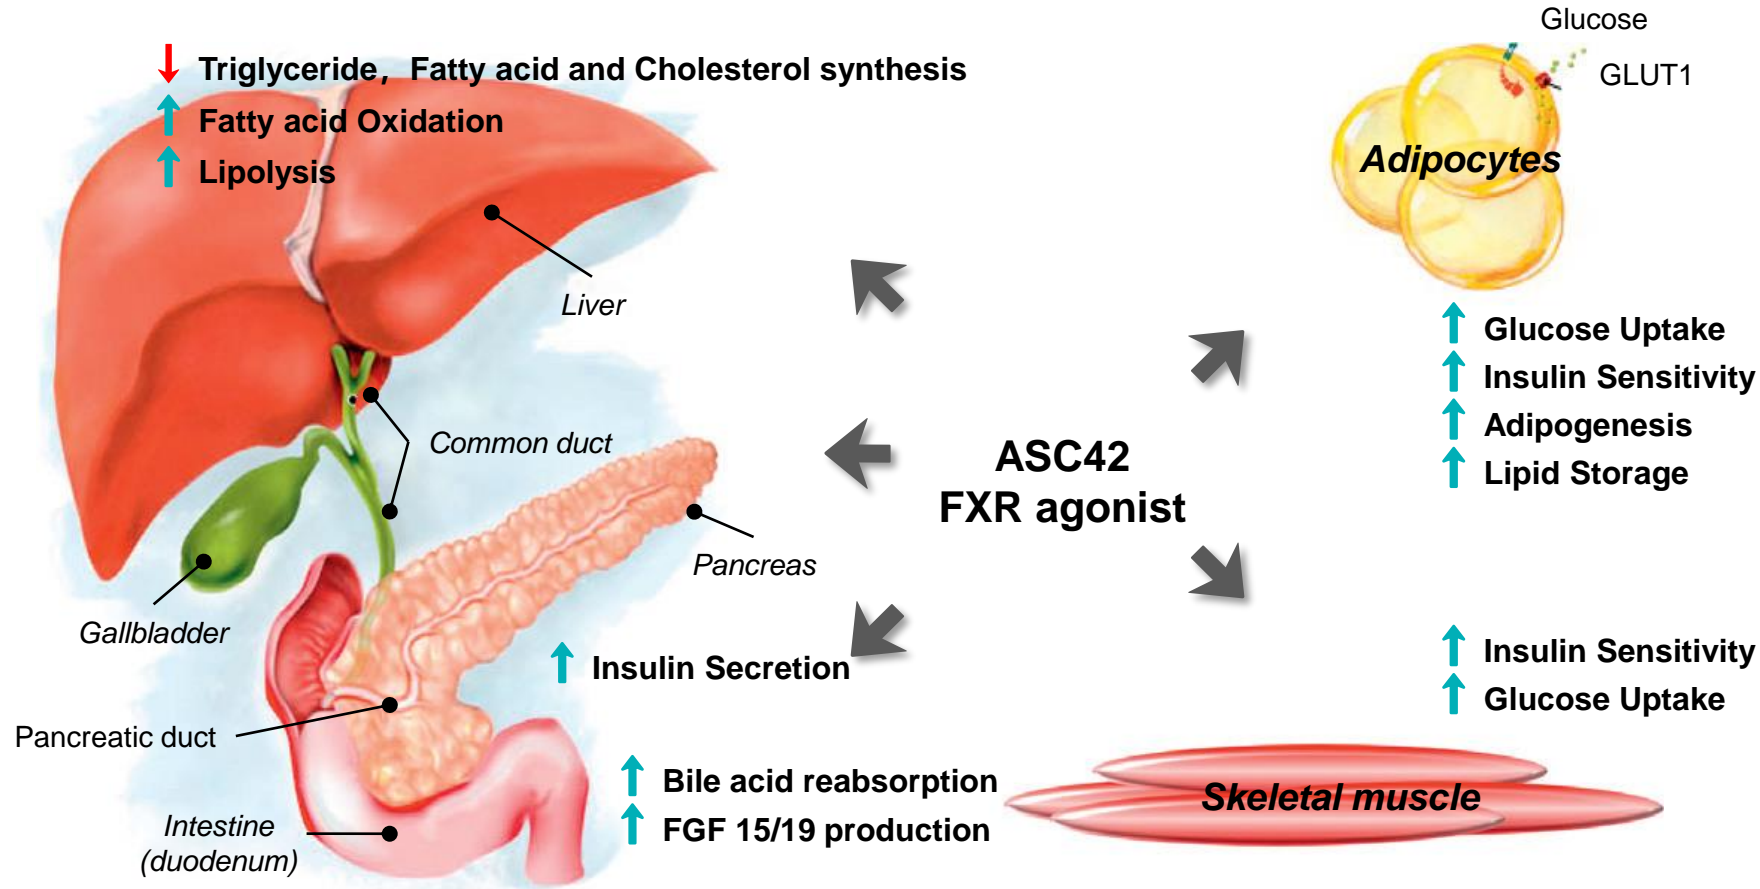 Triglyceride, Fatty acid and Cholesterol synthesis
Fatty acid Oxidation
Lipolysis
Liver
Common duct
Pancreas
Gallbladder
Insulin Secretion
Pancreatic duct
Bile acid reabsorption
FGF 15/19 production
Intestine
(duodenum)
ASC42
FXR agonist
Glucose
GLUT1
Adipocytes
Glucose Uptake
Insulin Sensitivity
Adipogenesis
Lipid Storage
Insulin Sensitivity
Glucose Uptake
Skeletal muscle